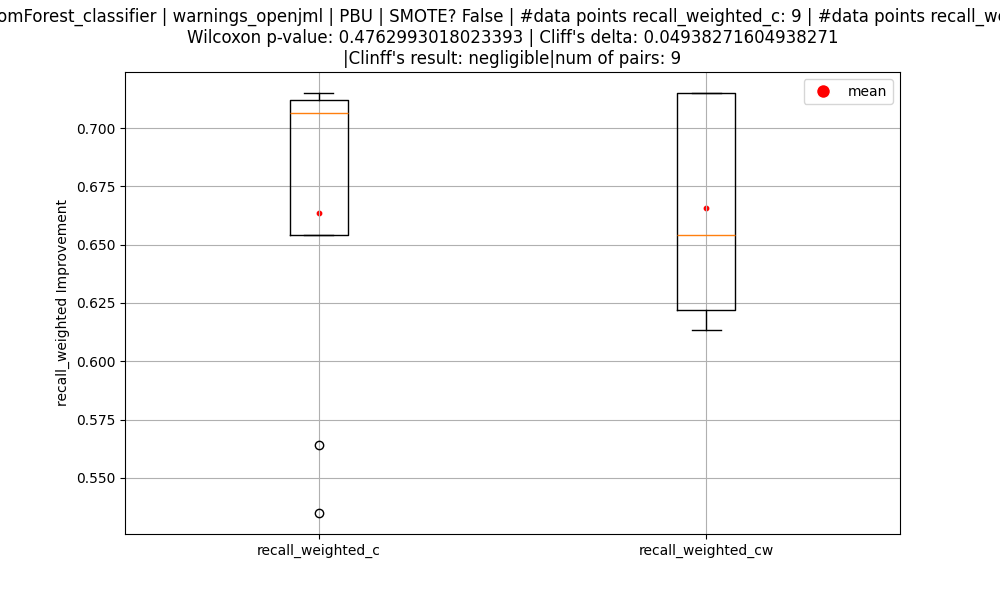 omForest_classifier | warnings_openjml | PBU | SMOTE? False | #data points recall_weighted_c: 9 | #data points recall_we
Wilcoxon p-value: 0.4762993018023393 | Cliff's delta: 0.04938271604938271
|Clinff's result: negligible|num of pairs: 9
mean
0.700
0.675
0.650
0.625
0.600
0.575
0.550
recall_weighted Improvement
recall_weighted_c
recall_weighted_cw